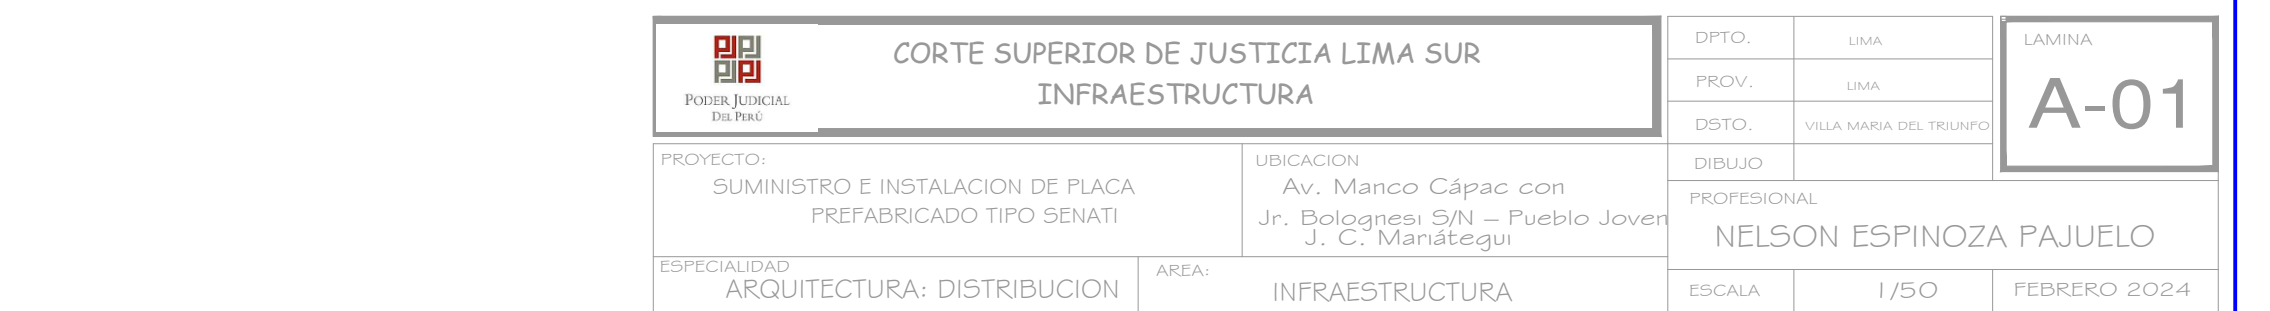 PODER JUDICIAL
DEL PERÚ
CORTE SUPERIOR DE JUSTICIA LIMA SUR
INFRAESTRUCTURA
DPTO.
LIMA
PROV.
LIMA
DSTO.
VILLA MARIA DEL TRIUNFO
DIBUJO
LAMINA
A-01
PROYECTO:
SUMINISTRO E INSTALACION DE PLACA
PREFABRICADO TIPO SENATI
UBICACION
Av. Manco Cápac con
Jr. Bolognesi S/N – Pueblo Joven
J. C. Mariátegui
PROFESIONAL
NELSON ESPINOZA PAJUELO
ESPECIALIDAD
ARQUITECTURA: DISTRIBUCION
AREA:
INFRAESTRUCTURA
ESCALA
1/50
FEBRERO 2024